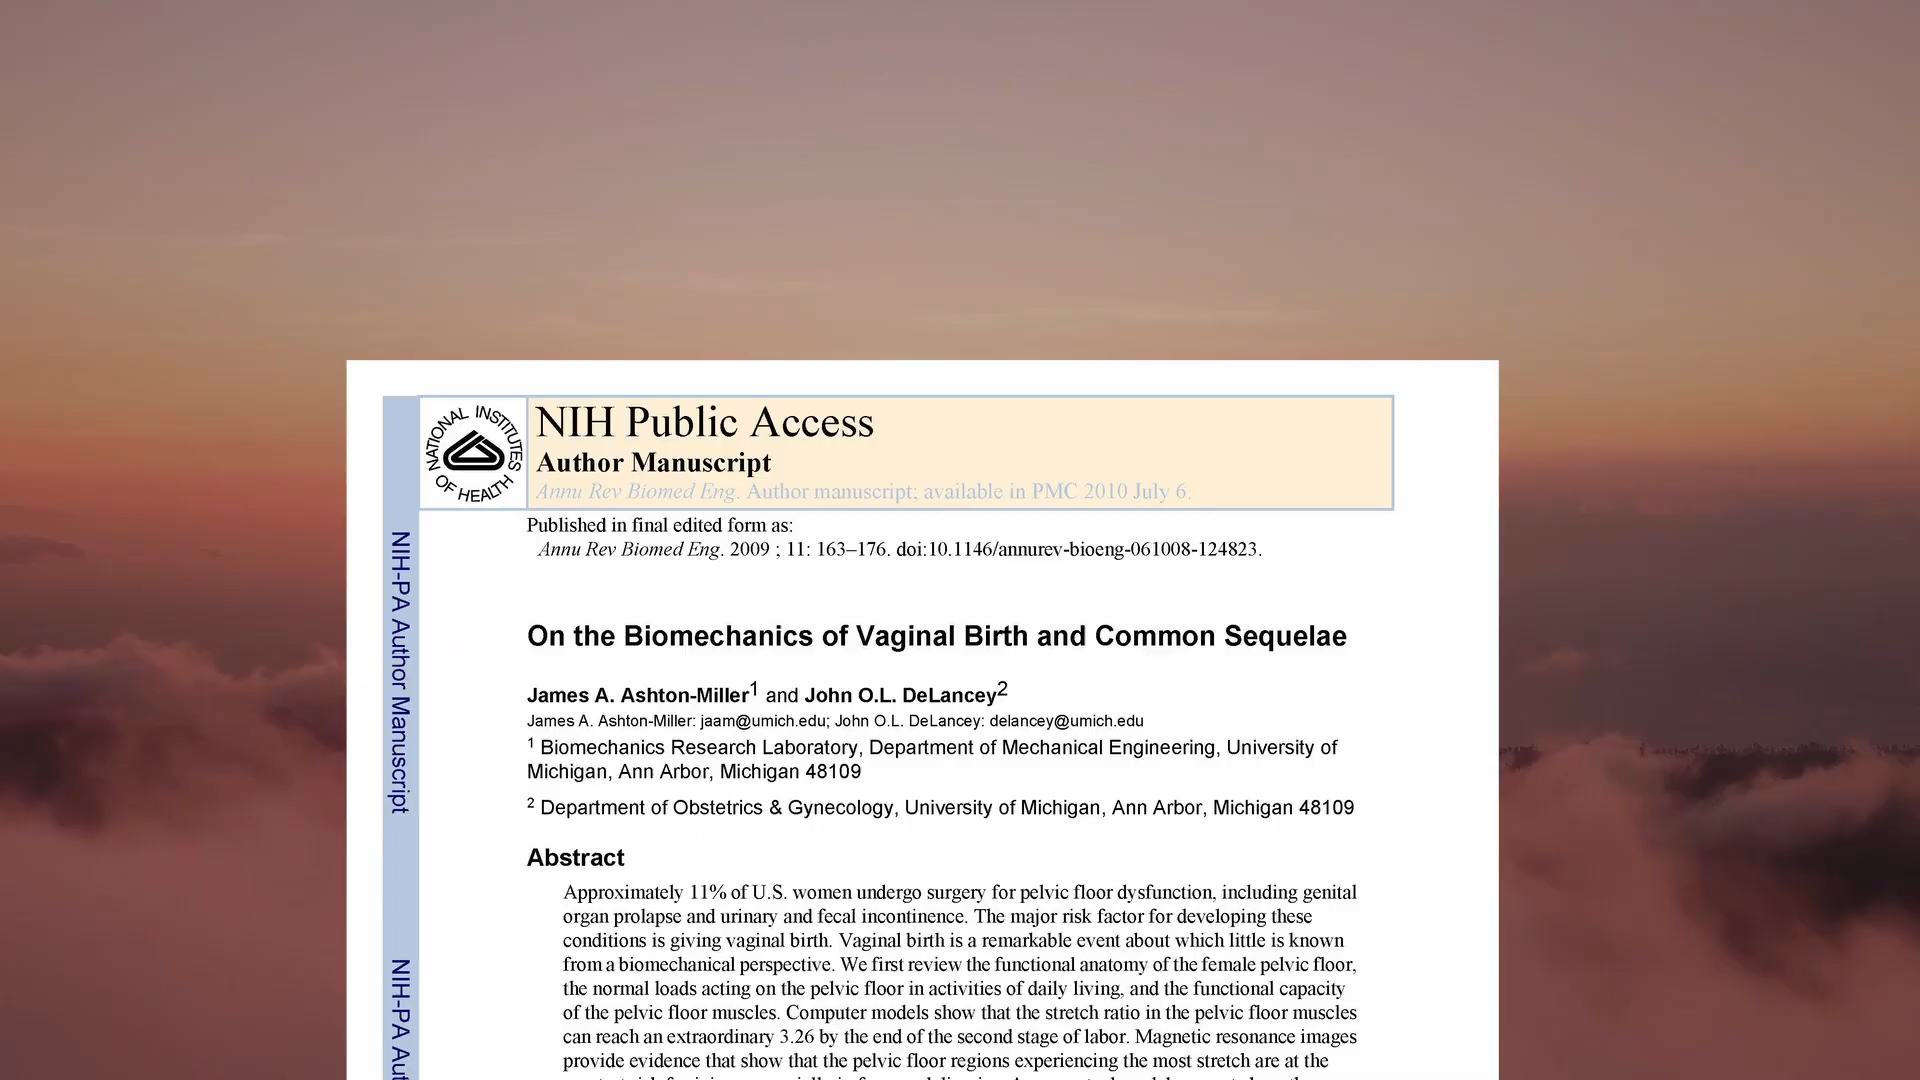 NATIONAL INSTITUTES OF HEALTH
NIH Public Access
Author Manuscript
Annu Rev Biomed Eng. Author manuscript; available in PMC 2010 July 6.
Published in final edited form as:
Annu Rev Biomed Eng. 2009 ; 11: 163–176. doi:10.1146/annurev-bioeng-061008-124823.
NIH-PA Author Manuscript
On the Biomechanics of Vaginal Birth and Common Sequelae
James A. Ashton-Miller1 and John O.L. DeLancey2
James A. Ashton-Miller: jaam@umich.edu; John O.L. DeLancey: delancey@umich.edu
1 Biomechanics Research Laboratory, Department of Mechanical Engineering, University of
Michigan, Ann Arbor, Michigan 48109
2 Department of Obstetrics & Gynecology, University of Michigan, Ann Arbor, Michigan 48109
Abstract
Approximately 11% of U.S. women undergo surgery for pelvic floor dysfunction, including genital
organ prolapse and urinary and fecal incontinence. The major risk factor for developing these
conditions is giving vaginal birth. Vaginal birth is a remarkable event about which little is known
from a biomechanical perspective. We first review the functional anatomy of the female pelvic floor,
the normal loads acting on the pelvic floor in activities of daily living, and the functional capacity
of the pelvic floor muscles. Computer models show that the stretch ratio in the pelvic floor muscles
can reach an extraordinary 3.26 by the end of the second stage of labor. Magnetic resonance images
provide evidence that show that the pelvic floor regions experiencing the most stretch are at the
NIH-PA Aut